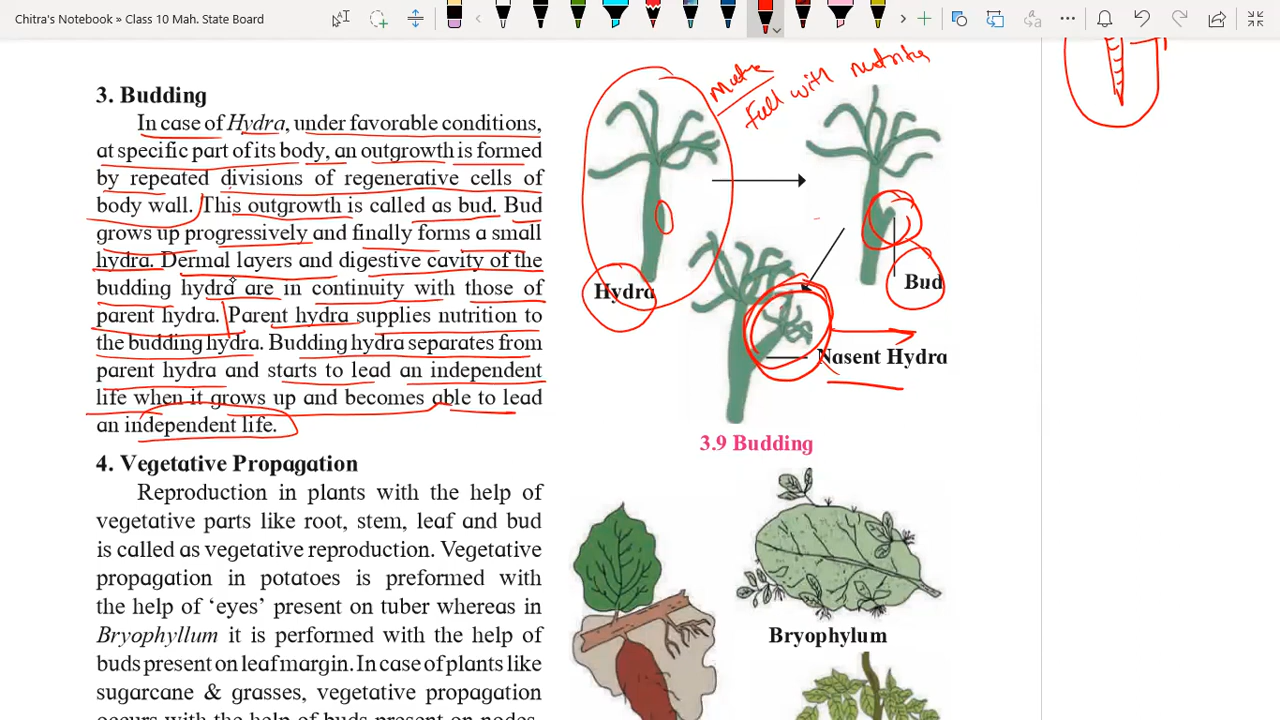 Chitra's Notebook » Class 10 Mah. State Board
3. Budding
In case of Hydra, under favorable conditions,
at specific part of its body, an outgrowth is formed
by repeated divisions of regenerative cells of
body wall. This outgrowth is called as bud. Bud
grows up progressively and finally forms a small
hydra. Dermal layers and digestive cavity of the
budding hydra are in continuity with those of
parent hydra. Parent hydra supplies nutrition to
the budding hydra. Budding hydra separates from
parent hydra and starts to lead an independent
life when it grows up and becomes able to lead
an independent life.
4. Vegetative Propagation
Reproduction in plants with the help of
vegetative parts like root, stem, leaf and bud
is called as vegetative reproduction. Vegetative
propagation in potatoes is preformed with
the help of ‘eyes’ present on tuber whereas in
Bryophyllum it is performed with the help of
buds present on leaf margin. In case of plants like
sugarcane & grasses, vegetative propagation
occurs with the help of buds present on nodes.
Full with
Hydra
Bud
Nasent Hydra
3.9 Budding
Bryophylum